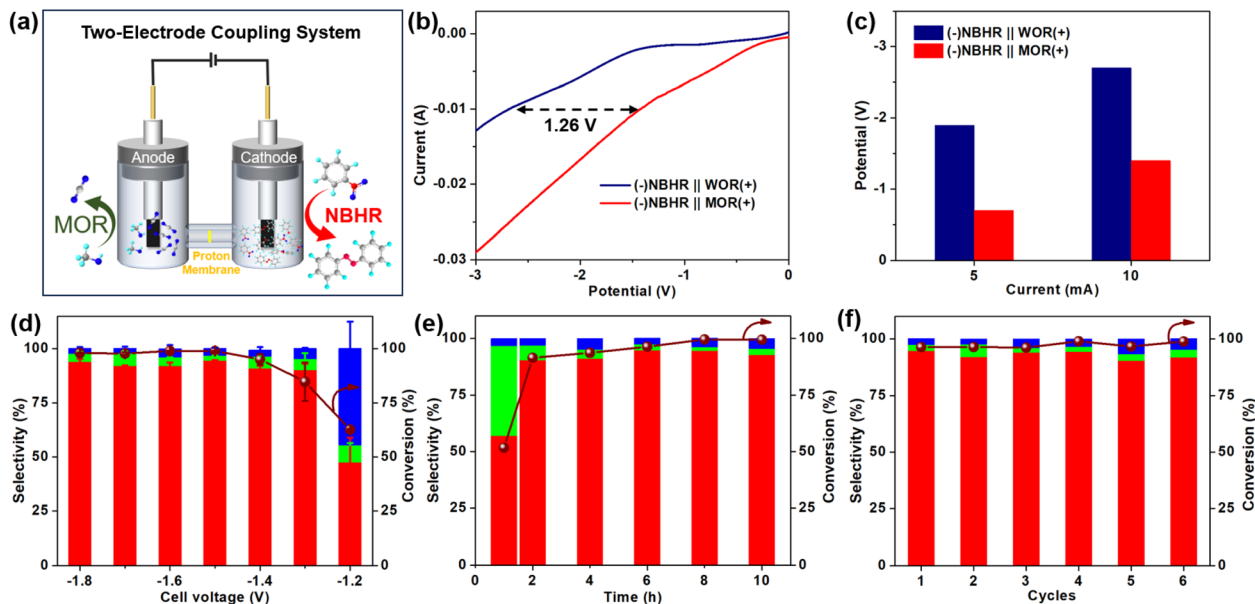 (a)
Two-Electrode Coupling System
Anode
Cathode
MOR
NBHR
Proton
Membrane
(b)
0.00
-0.01
-0.02
-0.03
Current (A)
1.26 V
(-)NBHR || WOR(+)
(-)NBHR || MOR(+)
-3
-2
-1
0
Potential (V)
(c)
-3
-2
-1
0
Potential (V)
(-)NBHR || WOR(+)
(-)NBHR || MOR(+)
5
10
Current (mA)
(d)
100
75
50
25
0
Selectivity (%)
100
75
50
25
0
Conversion (%)
-1.8
-1.6
-1.4
-1.2
Cell voltage (V)
(e)
100
75
50
25
0
Selectivity (%)
100
75
50
25
0
Conversion (%)
0
2
4
6
8
10
Time (h)
(f)
100
75
50
25
0
Selectivity (%)
100
75
50
25
0
Conversion (%)
1
2
3
4
5
6
Cycles